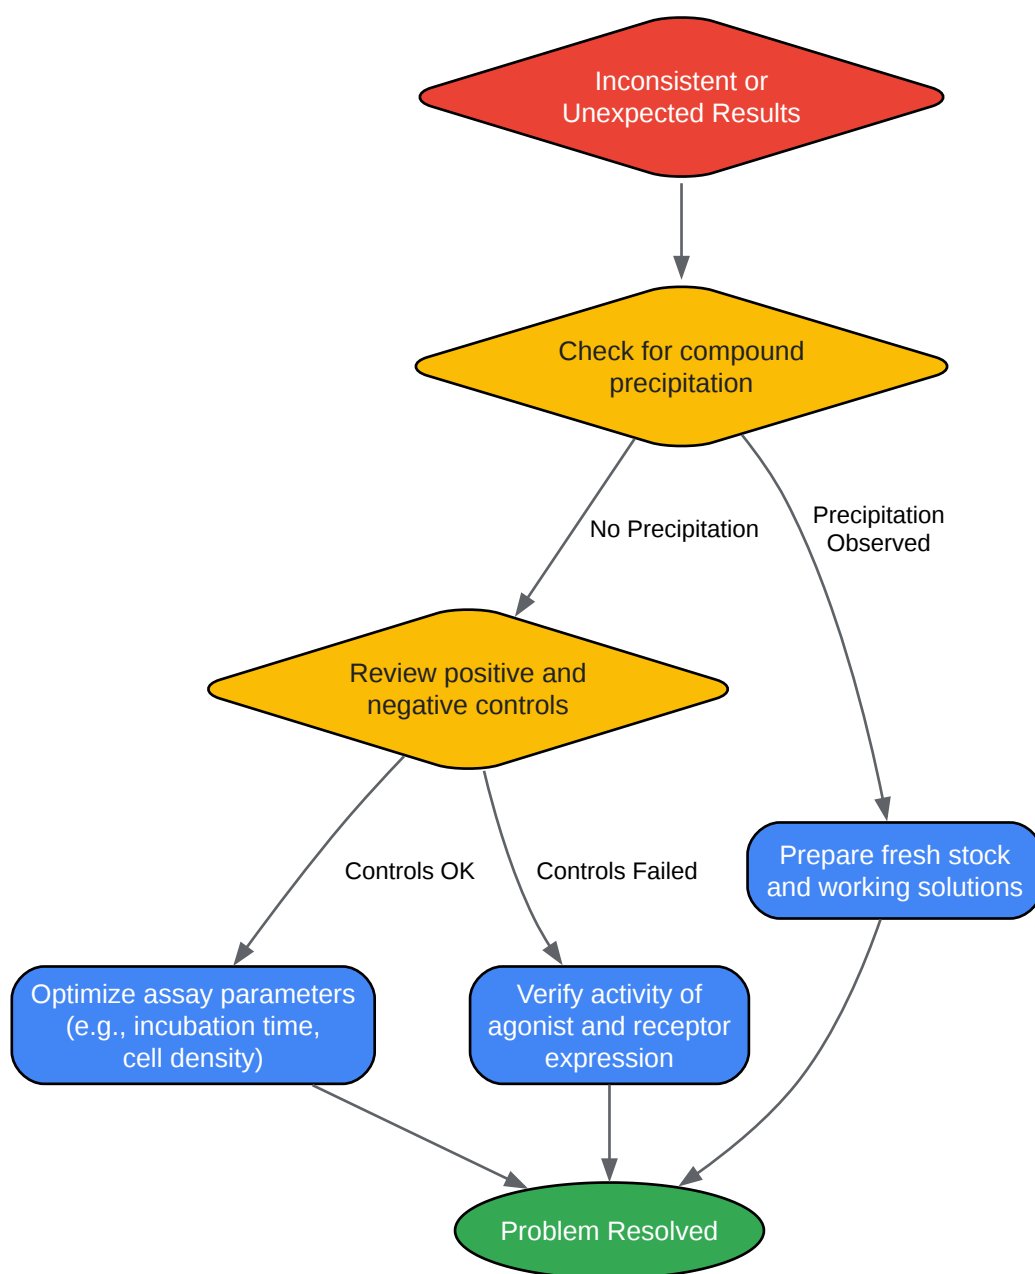 Inconsistent or
Unexpected Results
Check for compound
precipitation
No Precipitation
Precipitation
Observed
Review positive and
negative controls
Controls OK
Controls Failed
Prepare fresh stock
and working solutions
Optimize assay parameters
(e.g., incubation time,
cell density)
Verify activity of
agonist and receptor
expression
Problem Resolved